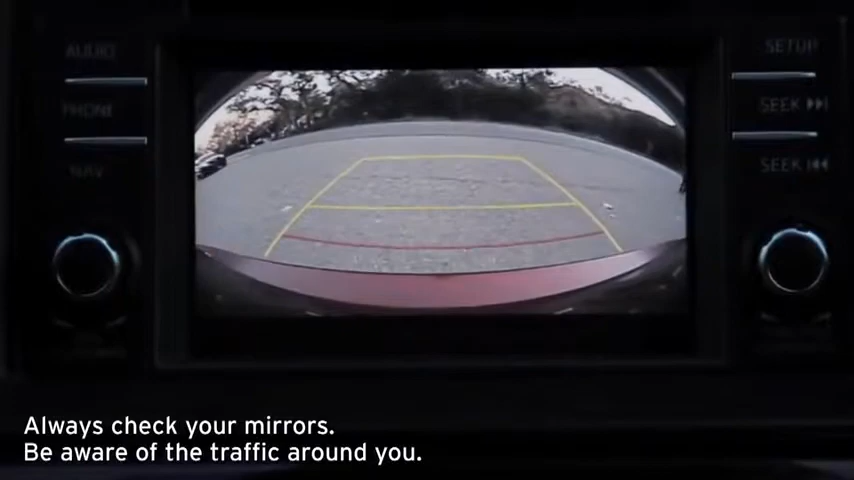 AUDIO
SETUP
PHONE
SEEK
NAV
SEEK
Always check your mirrors.
Be aware of the traffic around you.